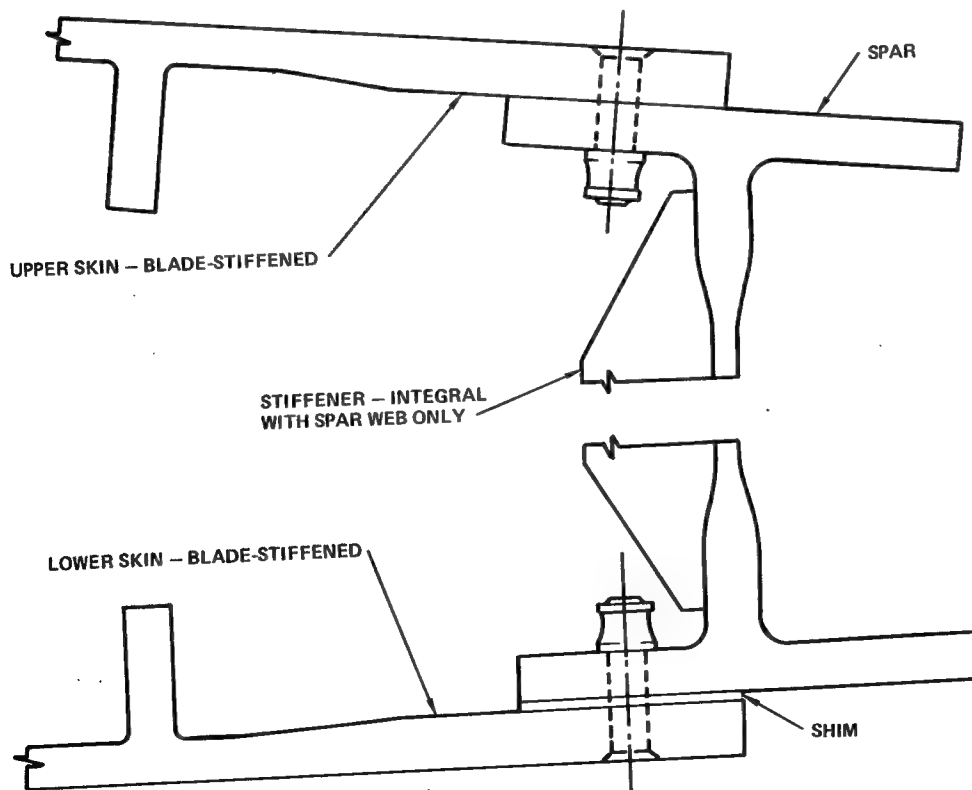 SPAR
UPPER SKIN – BLADE-STIFFENED
STIFFENER – INTEGRAL
WITH SPAR WEB ONLY
LOWER SKIN – BLADE-STIFFENED
SHIM